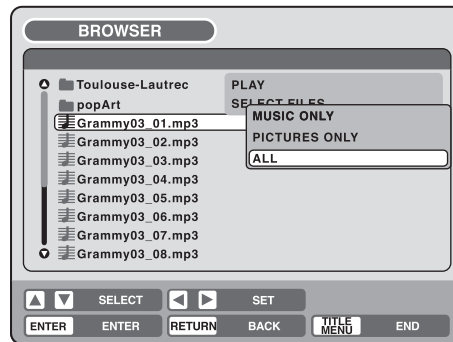 BROWSER
Toulouse-Lautrec
popArt
Grammy03_01.mp3
Grammy03_02.mp3
Grammy03_03.mp3
Grammy03_04.mp3
Grammy03_05.mp3
Grammy03_06.mp3
Grammy03_07.mp3
Grammy03_08.mp3
PLAY
SELECT FILES
MUSIC ONLY
PICTURES ONLY
ALL
SELECT SET
ENTER ENTER RETURN BACK TITLE MENU END